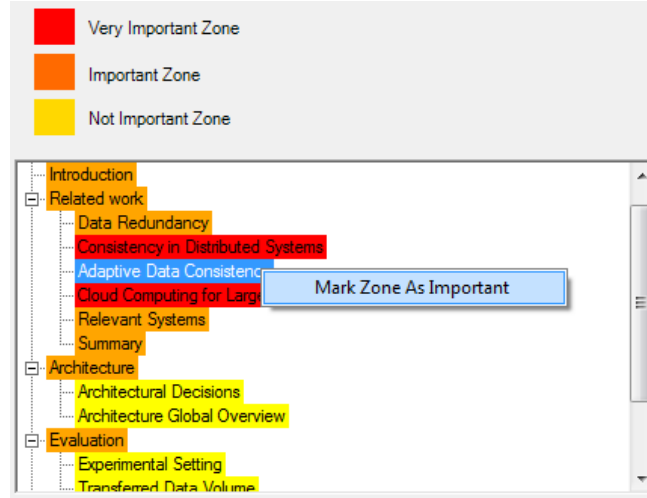 Very Important Zone
Important Zone
Not Important Zone
Introduction
Related work
Data Redundancy
Consistency in Distributed Systems
Adaptive Data Consistenc
Mark Zone As Important
Cloud Computing for Large
Relevant Systems
Summary
Architecture
Architectural Decisions
Architecture Global Overview
Evaluation
Experimental Setting
Transferred Data Volume